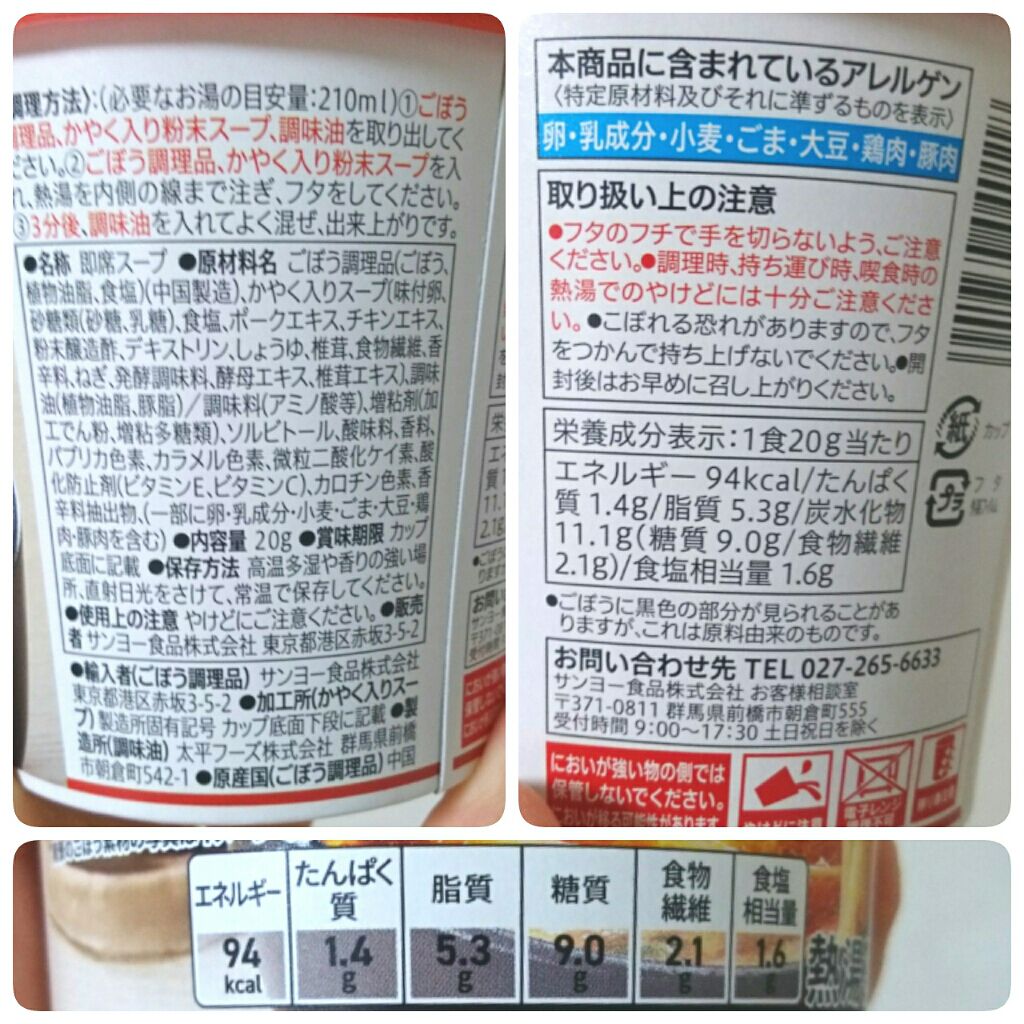 調理方法〉:(必要なお湯の目安量:210ml)①ごぼう
調理品、かやく入り粉末スープ、調味油を取り出してく
ださい。②ごぼう調理品、かやく入り粉末スープを入
れ、熱湯を内側の線まで注ぎ、フタをしてください。
③3分後、調味油を入れてよく混ぜ、出来上がりです。
●名称 即席スープ ●原材料名 ごぼう調理品(ごぼう、
植物油脂、食塩)(中国製造)、かやく入りスープ(味付卵、
砂糖類(砂糖、乳糖)、食塩、ポークエキス、チキンエキス、
粉末醸造酢、デキストリン、しょうゆ、椎茸、食物繊維、香
辛料、ねぎ、発酵調味料、酵母エキス、椎茸エキス)、調味
油(植物油脂、豚脂)/調味料(アミノ酸等)、増粘剤(加
工でん粉、増粘多糖類)、ソルビトール、酸味料、香料、
パプリカ色素、カラメル色素、微粒二酸化ケイ素、酸
化防止剤(ビタミンE、ビタミンC)、カロチン色素、香
辛料抽出物、(一部に卵・乳成分・小麦・ごま・大豆・鶏
肉・豚肉を含む) ●内容量 20g ●賞味期限 カップ
底面に記載 ●保存方法 高温多湿や香りの強い場
所、直射日光をさけて、常温で保存してください。
●使用上の注意 やけどにご注意ください。●販売
者 サンヨー食品株式会社 東京都港区赤坂3-5-2
●輸入者(ごぼう調理品) サンヨー食品株式会社
東京都港区赤坂3-5-2 ●加工所(かやく入りスー
プ) 製造所固有記号 カップ底面下段に記載 ●製
造所(調味油) 太平フーズ株式会社 群馬県前橋
市朝倉町542-1 ●原産国(ごぼう調理品) 中国
本商品に含まれているアレルゲン
〈特定原材料及びそれに準ずるものを表示〉
卵・乳成分・小麦・ごま・大豆・鶏肉・豚肉
取り扱い上の注意
●フタのフチで手を切らないよう、ご注意
ください。●調理時、持ち運び時、喫食時の
熱湯でのやけどには十分ご注意くださ
い。●こぼれる恐れがありますので、フタ
をつかんで持ち上げないでください。●開
封後はお早めに召し上がりください。
栄養成分表示:1食20g当たり
エネルギー 94kcal/たんぱく
質 1.4g/脂質 5.3g/炭水化物
11.1g(糖質 9.0g/食物繊維
2.1g)/食塩相当量 1.6g
紙 カップ
プラ フタ
●ごぼうに黒色の部分が見られることがあ
りますが、これは原料由来のものです。
お問い合わせ先 TEL 027-265-6633
サンヨー食品株式会社 お客様相談室
〒371-0811 群馬県前橋市朝倉町555
受付時間 9:00〜17:30 土日祝日を除く
においが強い物の側では
保管しないでください。
においが移る可能性があります
やけどに注意
電子レンジ
エネルギー 94 kcal
たんぱく質 1.4 g
脂質 5.3 g
糖質 9.0 g
食物繊維 2.1 g
食塩相当量 1.6 g
熱湯